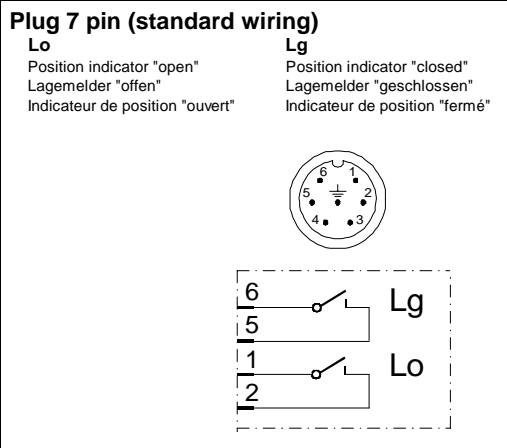 Plug 7 pin (standard wiring)
Lo
Position indicator "open"
Lagemelder "offen"
Indicateur de position "ouvert"
Lg
Position indicator "closed"
Lagemelder "geschlossen"
Indicateur de position "fermé"
6 1
5 2
4 3
6 Lg
5
1 Lo
2